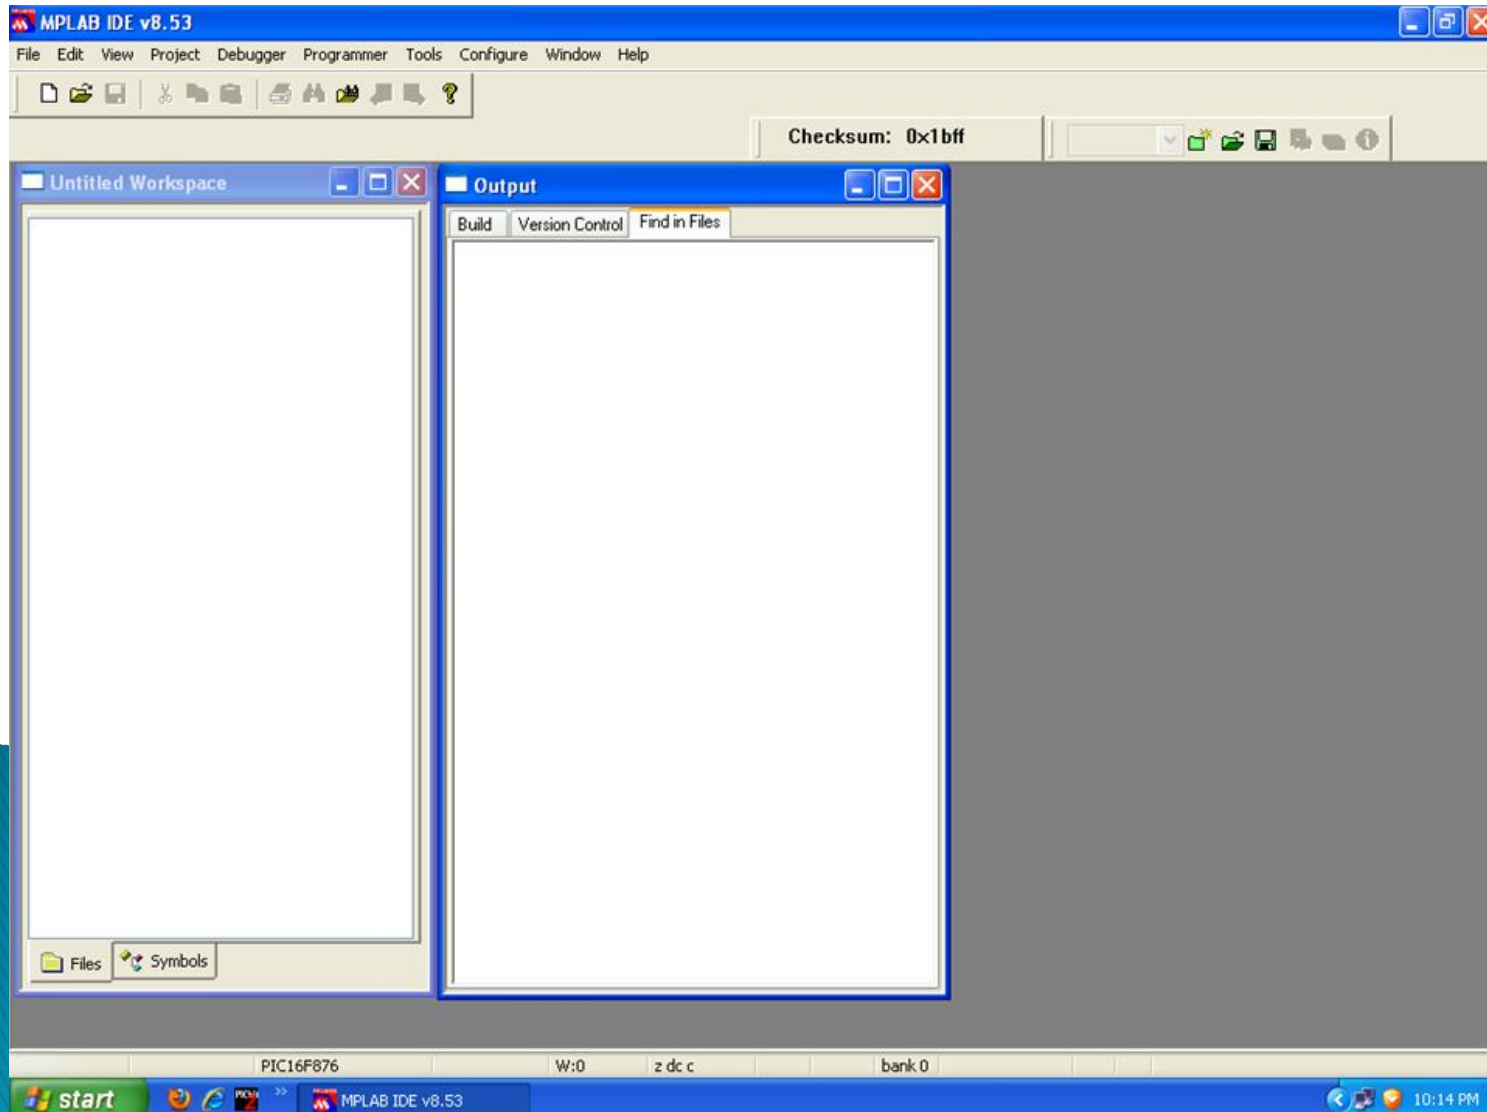 MPLAB IDE v8.53
File Edit View Project Debugger Programmer Tools Configure Window Help
Checksum: 0x1bff
Untitled Workspace
Output
Build Version Control Find in Files
Files Symbols
PIC16F876 W:0 z dc c bank 0
start MPLAB IDE v8.53 10:14 PM